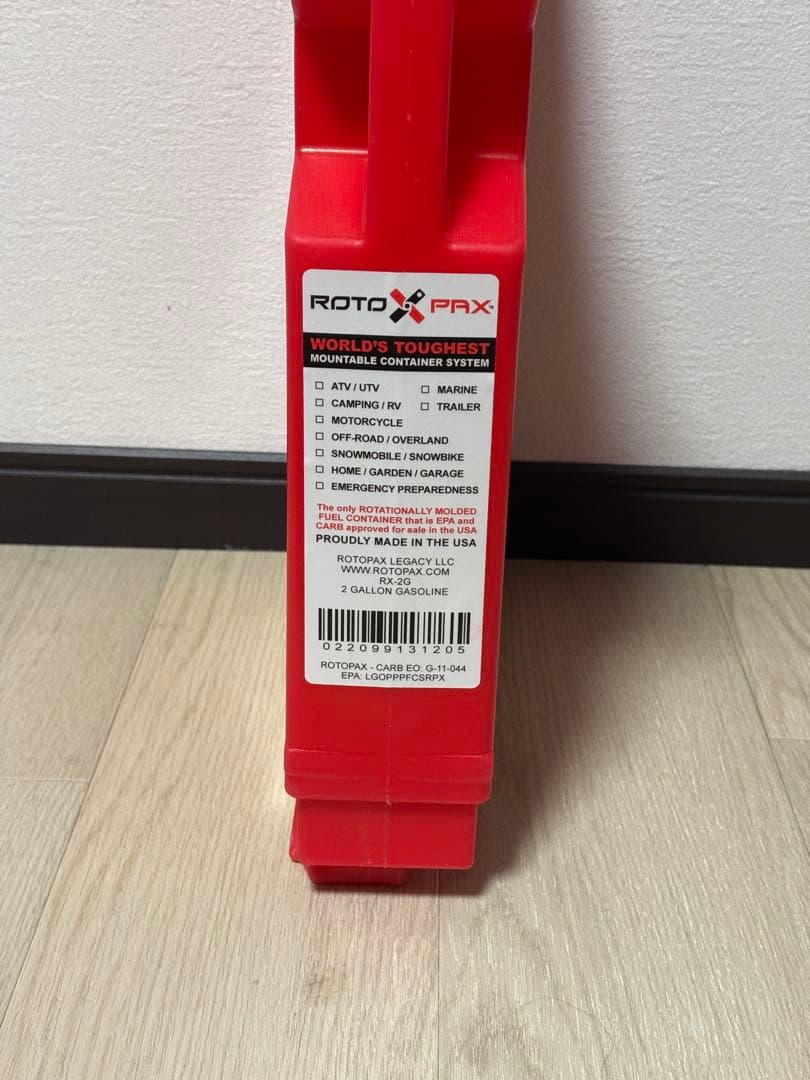 ROTO PAX™
WORLD'S TOUGHEST
MOUNTABLE CONTAINER SYSTEM
ATV / UTV
MARINE
CAMPING / RV
TRAILER
MOTORCYCLE
OFF-ROAD / OVERLAND
SNOWMOBILE / SNOWBIKE
HOME / GARDEN / GARAGE
EMERGENCY PREPAREDNESS
The only ROTATIONALLY MOLDED
FUEL CONTAINER that is EPA and
CARB approved for sale in the USA
PROUDLY MADE IN THE USA
ROTOPAX LEGACY LLC
WWW.ROTOPAX.COM
RX-2G
2 GALLON GASOLINE
022099131205
ROTOPAX - CARB EO: G-11-044
EPA: LGOPPPFCSRPX